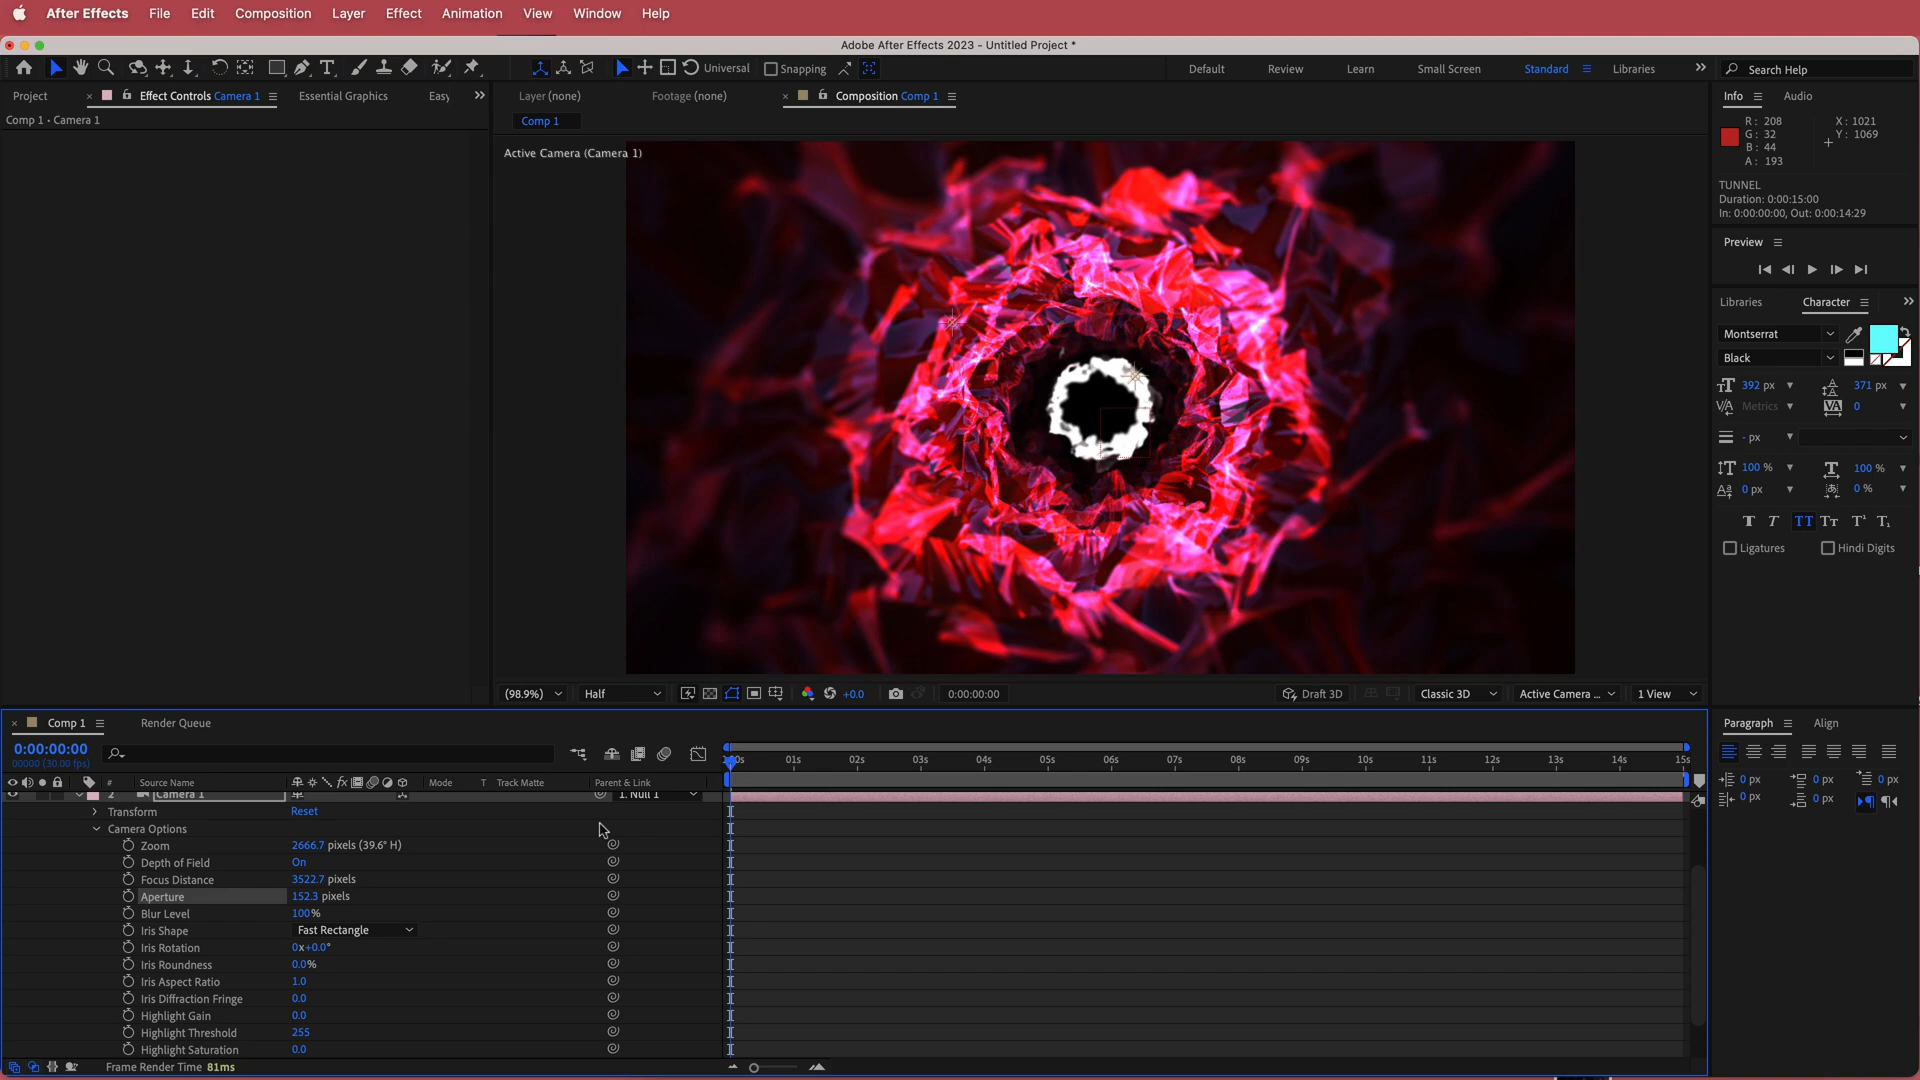 After Effects File Edit Composition Layer Effect Animation View Window Help
Adobe After Effects 2023 - Untitled Project *
Universal Snapping Default Review Learn Small Screen Standard Libraries Search Help
Project Effect Controls Camera 1 Essential Graphics Easy
Layer (none) Footage (none) Composition Comp 1
Info Audio
Comp 1 • Camera 1
Comp 1
R: 208 X: 1021
G: 32 Y: 1069
B: 44
A: 193
Active Camera (Camera 1)
TUNNEL
Duration: 0:00:15:00
In: 0:00:00:00, Out: 0:00:14:29
Preview
Libraries Character
Montserrat
Black
392 px 371 px
Metrics 0
- px
100 % 100 %
0 px 0 %
Ligatures Hindi Digits
(98.9%) Half +0.0 0:00:00:00 Draft 3D Classic 3D Active Camera ... 1 View
Comp 1 Render Queue
Paragraph Align
0:00:00:00
00000 (30.00 fps)
01s 02s 03s 04s 05s 06s 07s 08s 09s 10s 11s 12s 13s 14s 15s
# Source Name Mode T Track Matte Parent & Link
0 px 0 px 0 px
0 px 0 px
2 Camera 1 1. Null 1
Transform Reset
Camera Options
Zoom 2666.7 pixels (39.6° H)
Depth of Field On
Focus Distance 3522.7 pixels
Aperture 152.3 pixels
Blur Level 100%
Iris Shape Fast Rectangle
Iris Rotation 0x+0.0°
Iris Roundness 0.0%
Iris Aspect Ratio 1.0
Iris Diffraction Fringe 0.0
Highlight Gain 0.0
Highlight Threshold 255
Highlight Saturation 0.0
Frame Render Time 81ms